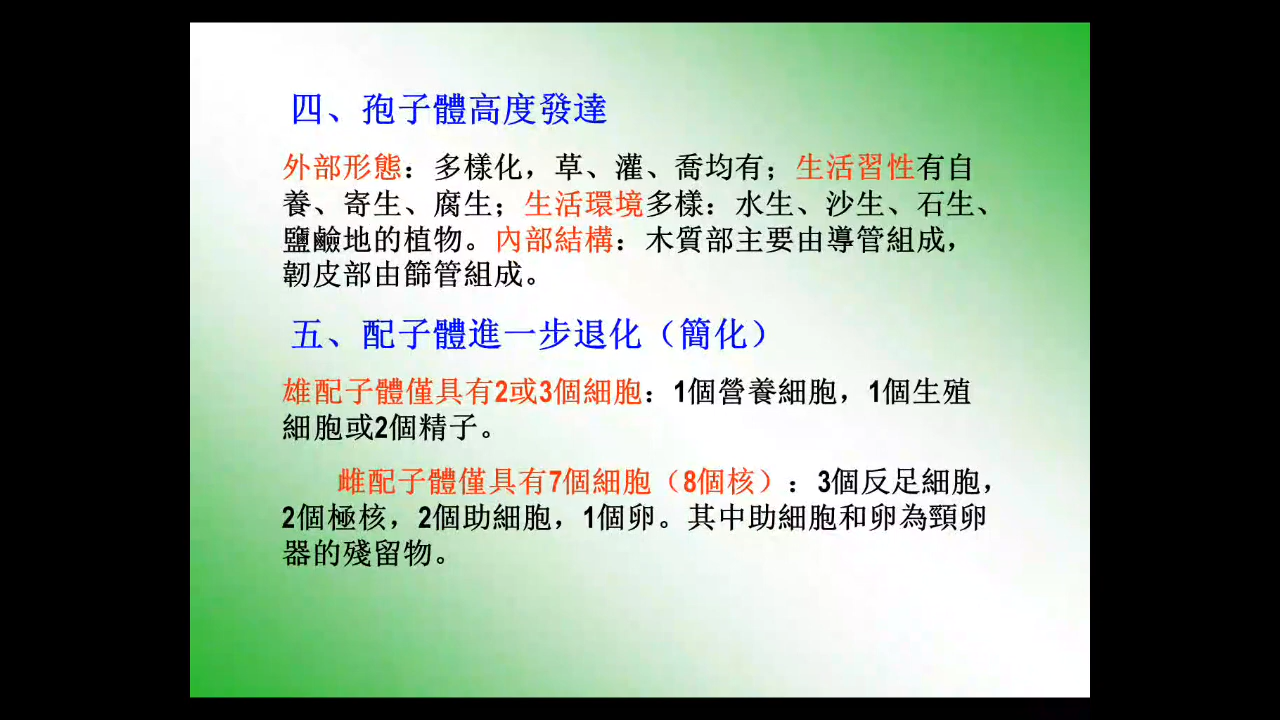 四、孢子體高度發達
外部形態：多樣化，草、灌、喬均有；生活習性有自
養、寄生、腐生；生活環境多樣：水生、沙生、石生、
鹽鹼地的植物。內部結構：木質部主要由導管組成，
韌皮部由篩管組成。
五、配子體進一步退化（簡化）
雄配子體僅具有2或3個細胞：1個營養細胞，1個生殖
細胞或2個精子。
雌配子體僅具有7個細胞（8個核）：3個反足細胞，
2個極核，2個助細胞，1個卵。其中助細胞和卵為頸卵
器的殘留物。